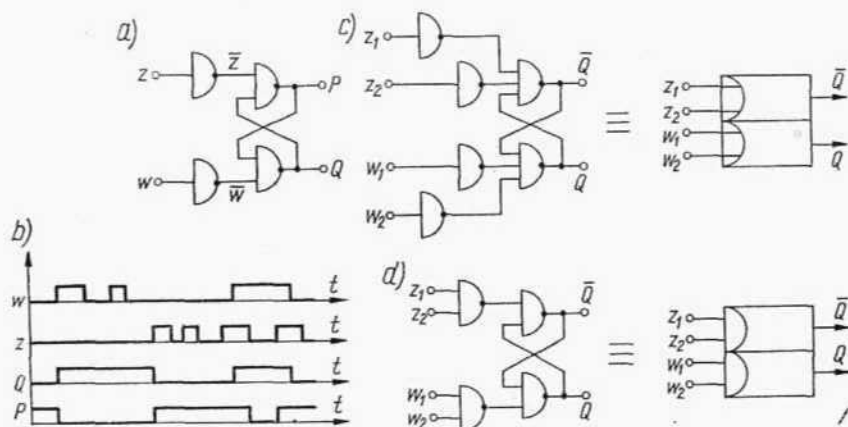 a)
z
z̄
P
w
w̄
Q
c)
z₁
z₂
Q̄
w₁
w₂
Q
≡
z₁
z₂
w₁
w₂
Q̄
Q
b)
w
t
z
t
Q
t
P
t
d)
z₁
z₂
Q̄
w₁
w₂
Q
≡
z₁
z₂
w₁
w₂
Q̄
Q